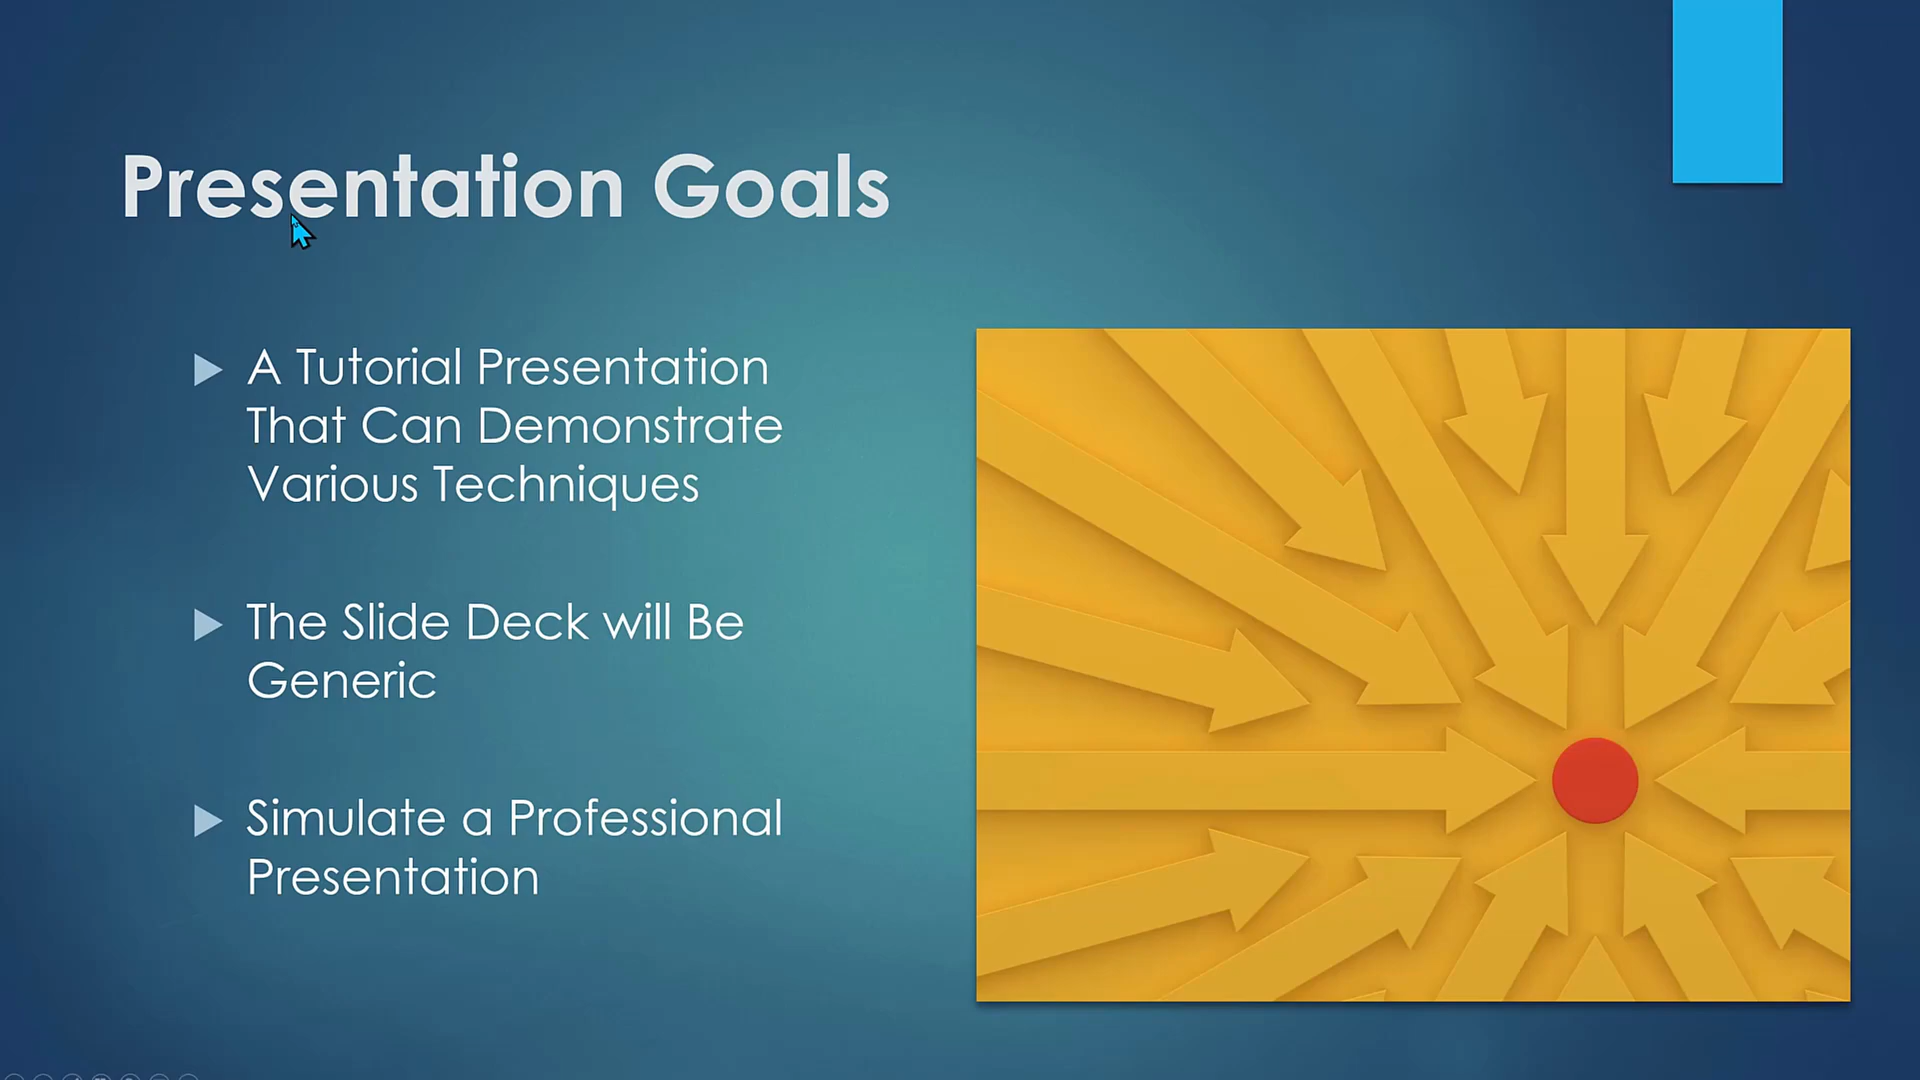 Presentation Goals
A Tutorial Presentation
That Can Demonstrate
Various Techniques
The Slide Deck will Be
Generic
Simulate a Professional
Presentation